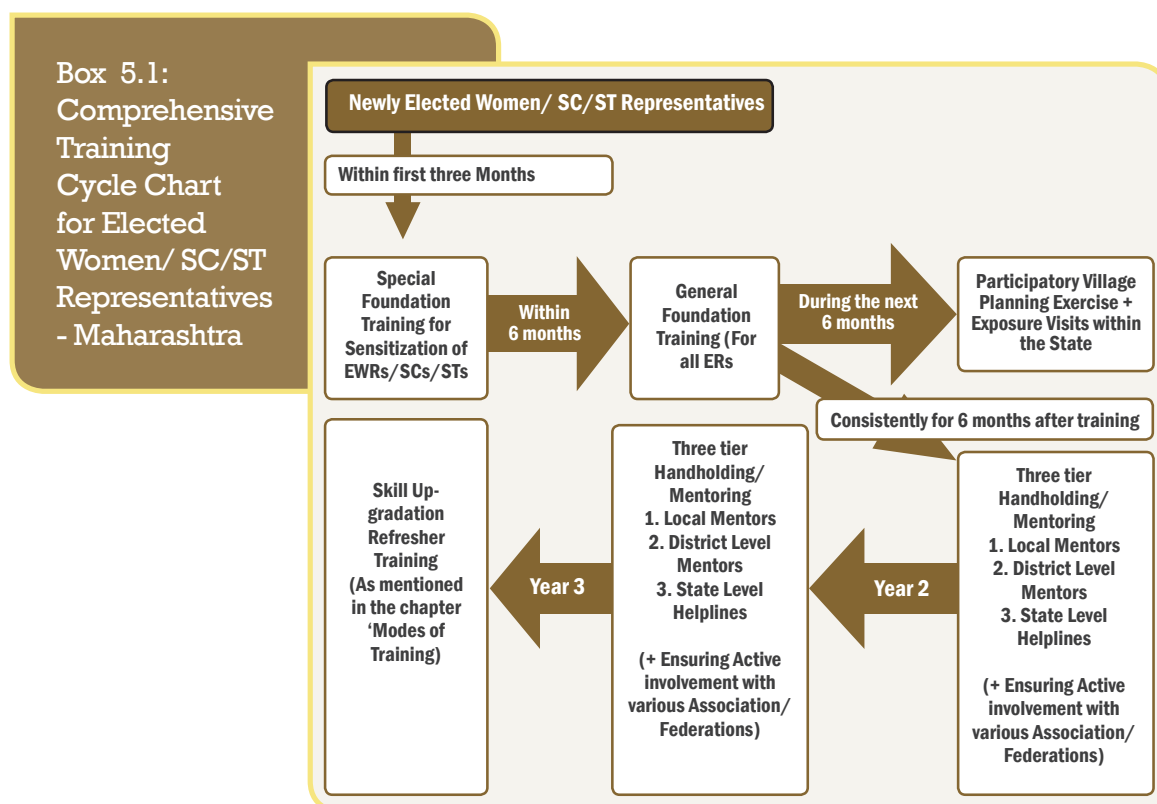 Box 5.1:
Comprehensive
Training
Cycle Chart
for Elected
Women/ SC/ST
Representatives
- Maharashtra
Newly Elected Women/ SC/ST Representatives
Within first three Months
Special
Foundation
Training for
Sensitization of
EWRs/SCs/STs
Within
6 months
General
Foundation
Training (For
all ERs
During the next
6 months
Participatory Village
Planning Exercise +
Exposure Visits within
the State
Consistently for 6 months after training
Three tier
Handholding/
Mentoring
1. Local Mentors
2. District Level
Mentors
3. State Level
Helplines
(+ Ensuring Active
involvement with
various Association/
Federations)
Year 2
Three tier
Handholding/
Mentoring
1. Local Mentors
2. District Level
Mentors
3. State Level
Helplines
(+ Ensuring Active
involvement with
various Association/
Federations)
Year 3
Skill Up-
gradation
Refresher
Training
(As mentioned
in the chapter
‘Modes of
Training)